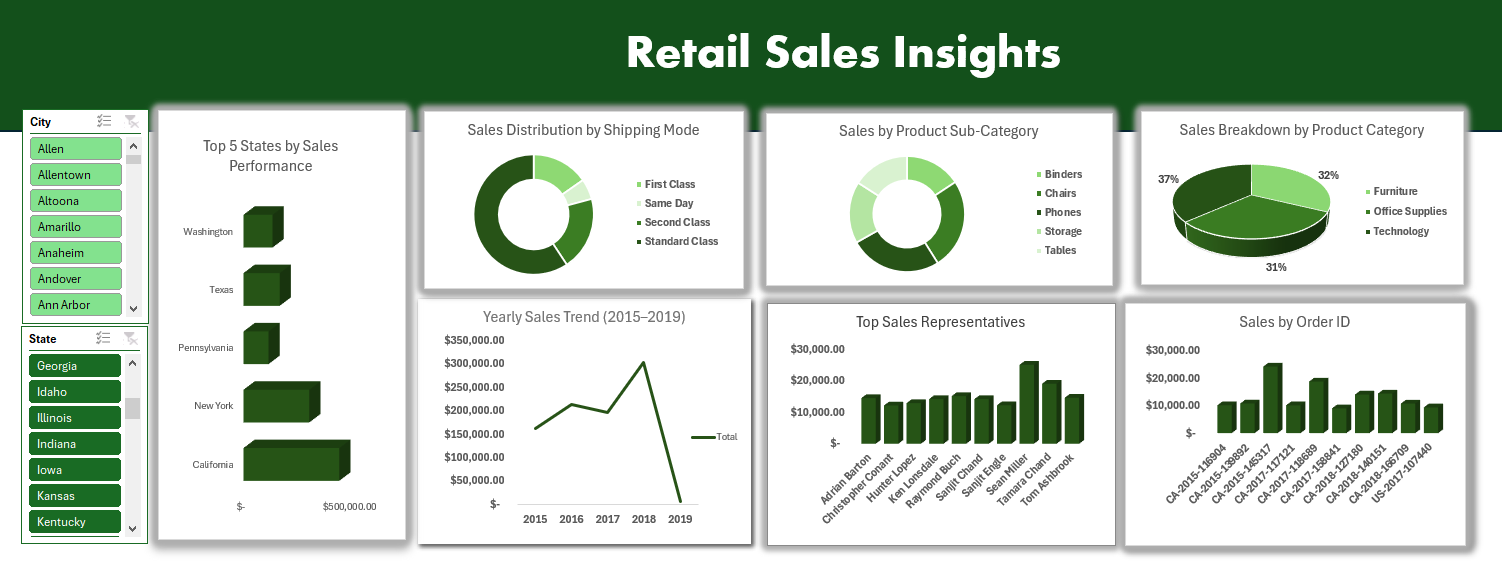 Retail Sales Insights
City
Allen
Allentown
Altoona
Amarillo
Anaheim
Andover
Ann Arbor
State
Georgia
Idaho
Illinois
Indiana
Iowa
Kansas
Kentucky
Top 5 States by Sales
Performance
Washington
Texas
Pennsylvania
New York
California
$-
$500,000.00
Sales Distribution by Shipping Mode
First Class
Same Day
Second Class
Standard Class
Sales by Product Sub-Category
Binders
Chairs
Phones
Storage
Tables
Sales Breakdown by Product Category
37%
32%
31%
Furniture
Office Supplies
Technology
Yearly Sales Trend (2015–2019)
$350,000.00
$300,000.00
$250,000.00
$200,000.00
$150,000.00
$100,000.00
$50,000.00
$-
2015 2016 2017 2018 2019
Total
Top Sales Representatives
$30,000.00
$20,000.00
$10,000.00
$-
Adrian Barton
Christopher Conant
Hunter Lopez
Ken Lonsdale
Raymond Buch
Sanjit Chand
Sanjit Engle
Sean Miller
Tamara Chand
Tom Ashbrook
Sales by Order ID
$30,000.00
$20,000.00
$10,000.00
$-
CA-2015-116904
CA-2015-139892
CA-2015-145317
CA-2017-117121
CA-2017-118689
CA-2017-158841
CA-2018-127180
CA-2018-140151
CA-2018-166709
US-2017-107440